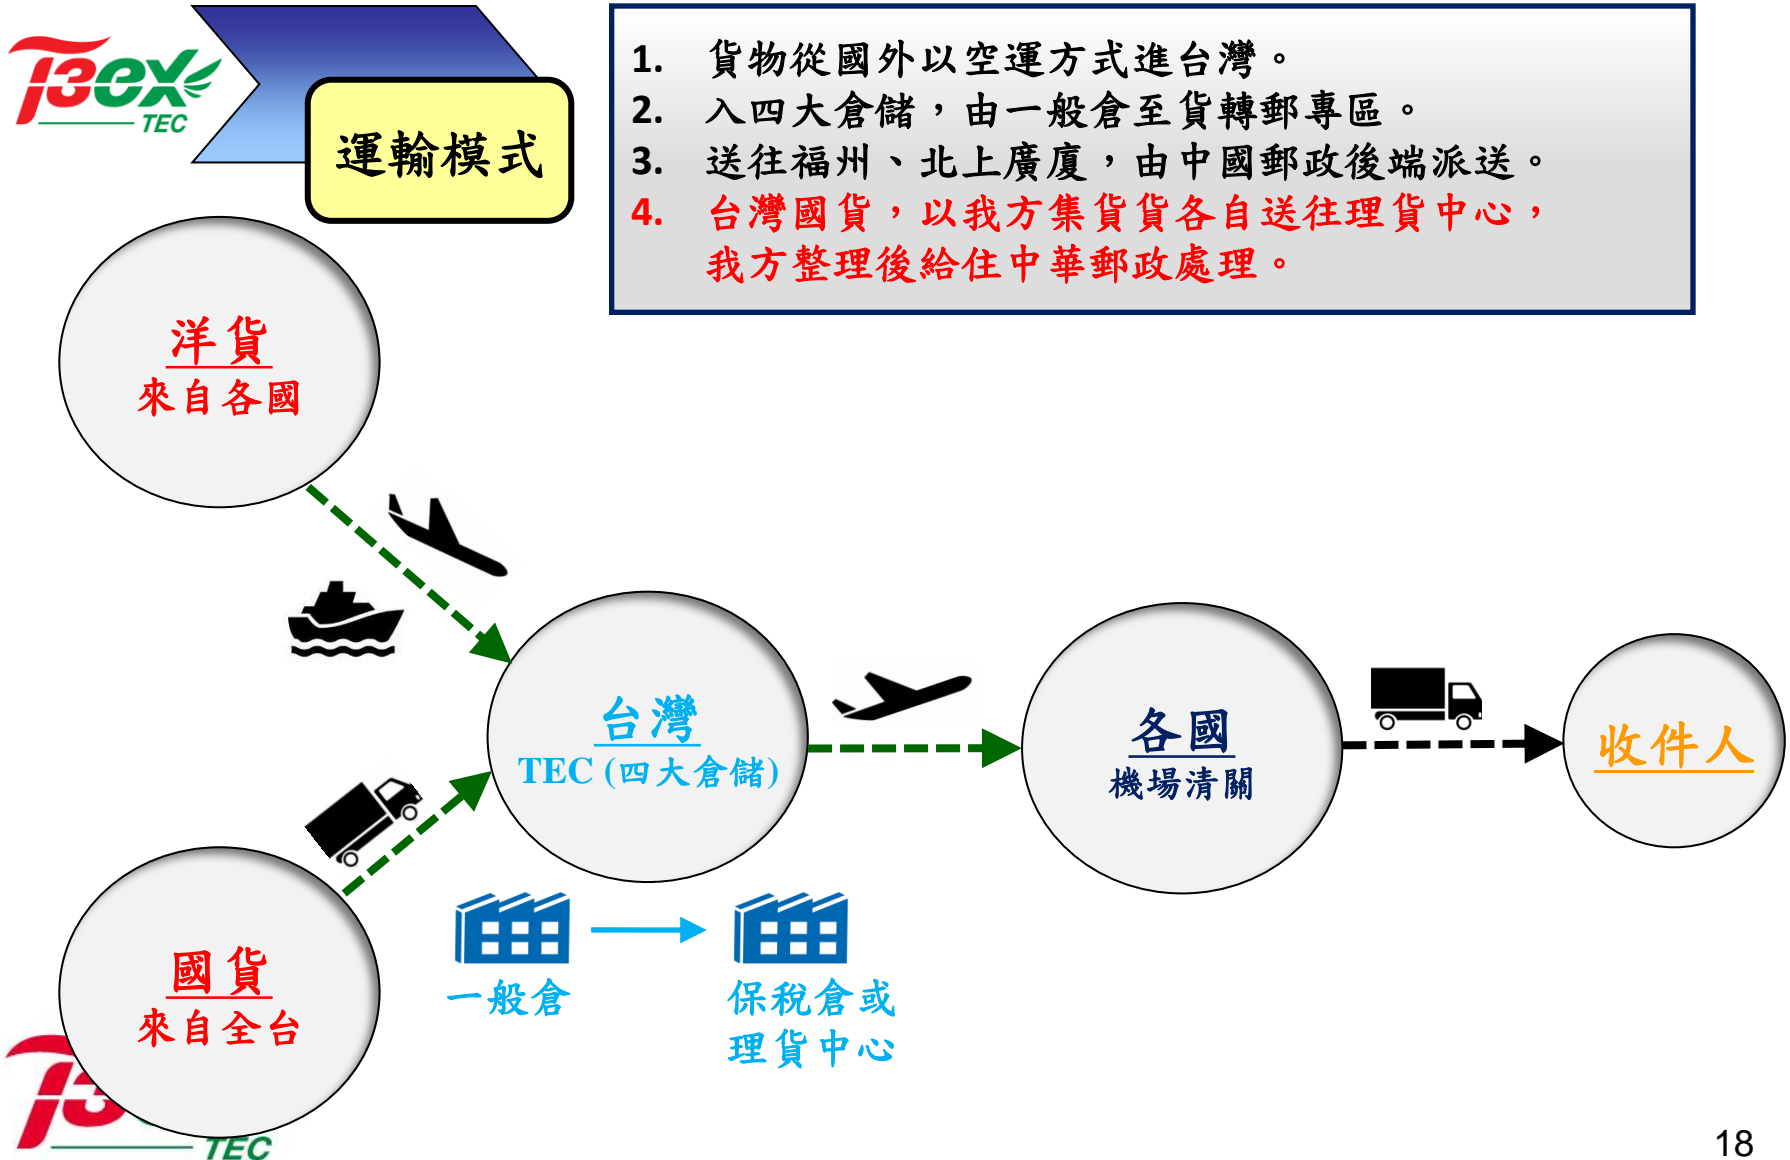 T3EX
TEC
運輸模式
1. 貨物從國外以空運方式進台灣。
2. 入四大倉儲，由一般倉至貨轉郵專區。
3. 送往福州、北上廣廈，由中國郵政後端派送。
4. 台灣國貨，以我方集貨貨各自送往理貨中心，
我方整理後給住中華郵政處理。
洋貨
來自各國
台灣
TEC (四大倉儲)
各國
機場清關
收件人
國貨
來自全台
一般倉
保稅倉或
理貨中心
TEC
18